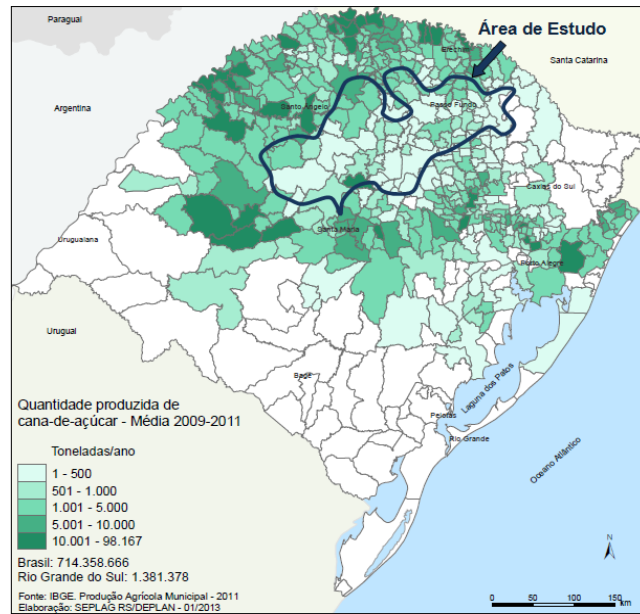 Paraguai
Área de Estudo
Erechim
Santa Catarina
Argentina
Santo Ângelo
Passo Fundo
Caxias do Sul
Santa Maria
Uruguaiana
Porto Alegre
Uruguai
Bagé
Laguna dos Patos
Pelotas
Rio Grande
Oceano Atlântico
Quantidade produzida de
cana-de-açúcar - Média 2009-2011
Toneladas/ano
1 - 500
501 - 1.000
1.001 - 5.000
5.001 - 10.000
10.001 - 98.167
Brasil: 714.358.666
Rio Grande do Sul: 1.381.378
Fonte: IBGE. Produção Agrícola Municipal - 2011
Elaboração: SEPLAG RS/DEPLAN - 01/2013
N
0 50 100 150
km